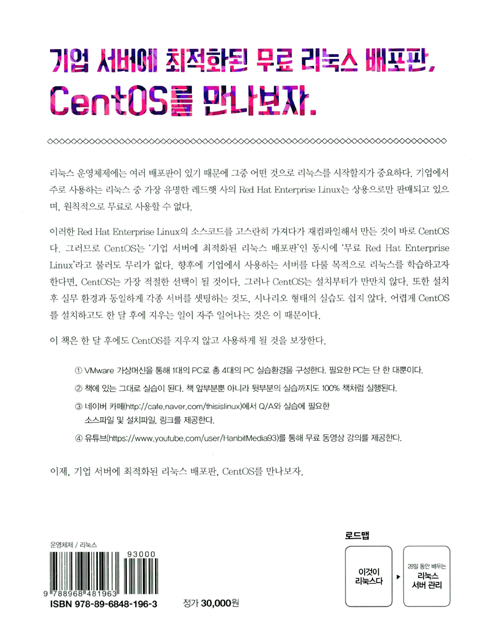 기업 서버에 최적화된 무료 리눅스 배포판,
CentOS를 만나보자.
리눅스 운영체제에는 여러 배포판이 있기 때문에 그중 어떤 것으로 리눅스를 시작할지가 중요하다. 기업에서
주로 사용하는 리눅스 중 가장 유명한 레드햇 사의 Red Hat Enterprise Linux는 상용으로만 판매되고 있으
며, 원칙적으로 무료로 사용할 수 없다.
이러한 Red Hat Enterprise Linux의 소스코드를 고스란히 가져다가 재컴파일해서 만든 것이 바로 CentOS
다. 그러므로 CentOS는 '기업 서버에 최적화된 리눅스 배포판'인 동시에 '무료 Red Hat Enterprise
Linux'라고 불러도 무리가 없다. 향후에 기업에서 사용하는 서버를 다룰 목적으로 리눅스를 학습하고자
한다면, CentOS는 가장 적절한 선택이 될 것이다. 그러나 CentOS는 설치부터가 만만치 않다. 또한 설치
후 실무 환경과 동일하게 각종 서버를 셋팅하는 것도, 시나리오 형태의 실습도 쉽지 않다. 어렵게 CentOS
를 설치하고도 한 달 후에 지우는 일이 자주 일어나는 것은 이 때문이다.
이 책은 한 달 후에도 CentOS를 지우지 않고 사용하게 될 것을 보장한다.
① VMware 가상머신을 통해 1대의 PC로 총 4대의 PC 실습환경을 구성한다. 필요한 PC는 단 한 대뿐이다.
② 책에 있는 그대로 실습이 된다. 책 앞부분뿐 아니라 뒷부분의 실습까지도 100% 책처럼 실행된다.
③ 네이버 카페(http://cafe.naver.com/thisislinux)에서 Q/A와 실습에 필요한
소스파일 및 설치파일, 링크를 제공한다.
④ 유튜브(https://www.youtube.com/user/HanbitMedia93)를 통해 무료 동영상 강의를 제공한다.
이제, 기업 서버에 최적화된 리눅스 배포판, CentOS를 만나보자.
운영체제 / 리눅스
93000
9 788968 481963
ISBN 978-89-6848-196-3
정가 30,000원
로드맵
이것이
리눅스다
28일 동안 배우는
리눅스
서버 관리